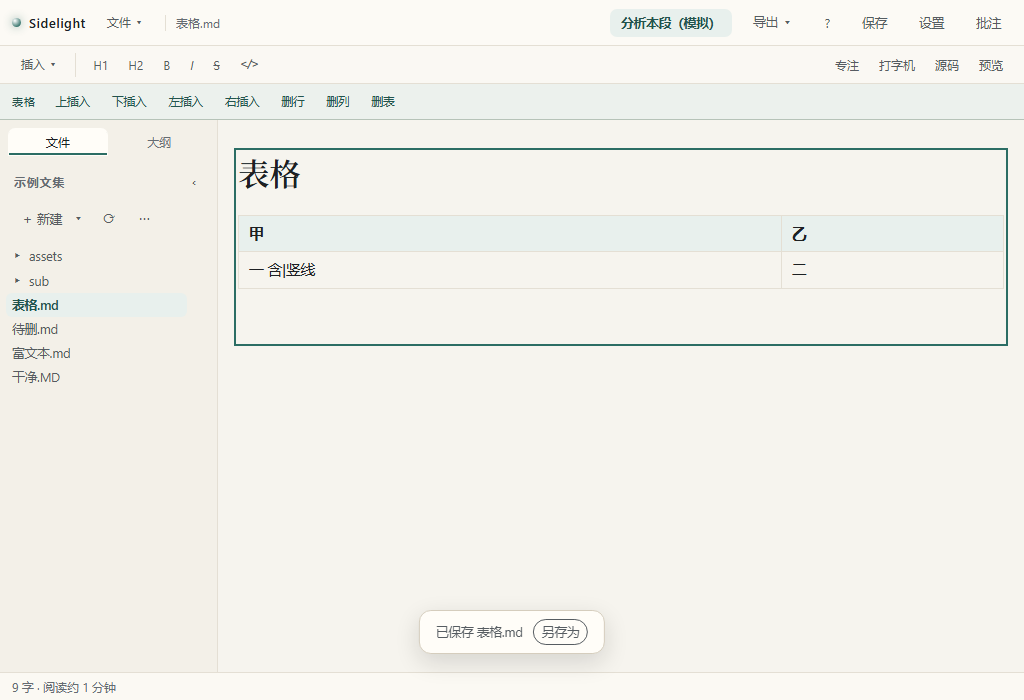 Sidelight 文件 表格.md 分析本段（模拟） 导出 ? 保存 设置 批注
插入 H1 H2 B I S </> 专注 打字机 源码 预览
表格 上插入 下插入 左插入 右插入 删行 删列 删表
文件 大纲
示例文集 ‹
+ 新建 ⟳ ···
assets
sub
表格.md
待删.md
富文本.md
干净.MD
表格
甲 乙
一 含|竖线 二
已保存 表格.md 另存为
9 字 · 阅读约 1 分钟